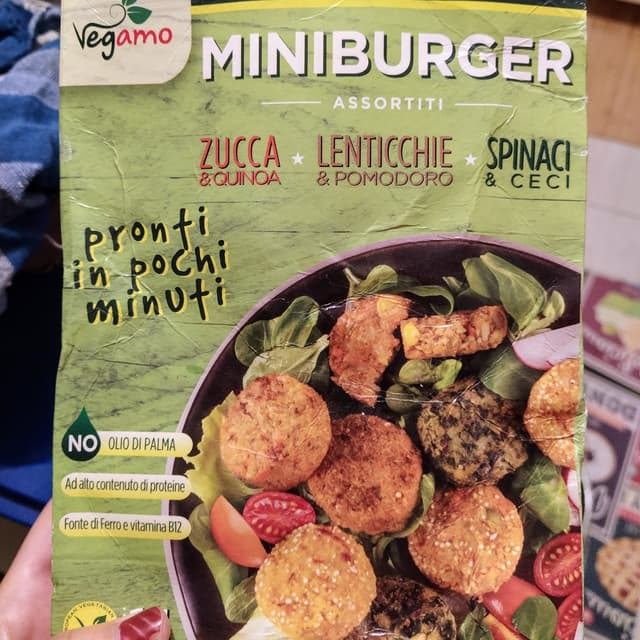 Vegamo
MINIBURGER
ASSORTITI
ZUCCA
& QUINOA
LENTICCHIE
& POMODORO
SPINACI
& CECI
pronti
in pochi
minuti
NO OLIO DI PALMA
Ad alto contenuto di proteine
Fonte di Ferro e vitamina B12